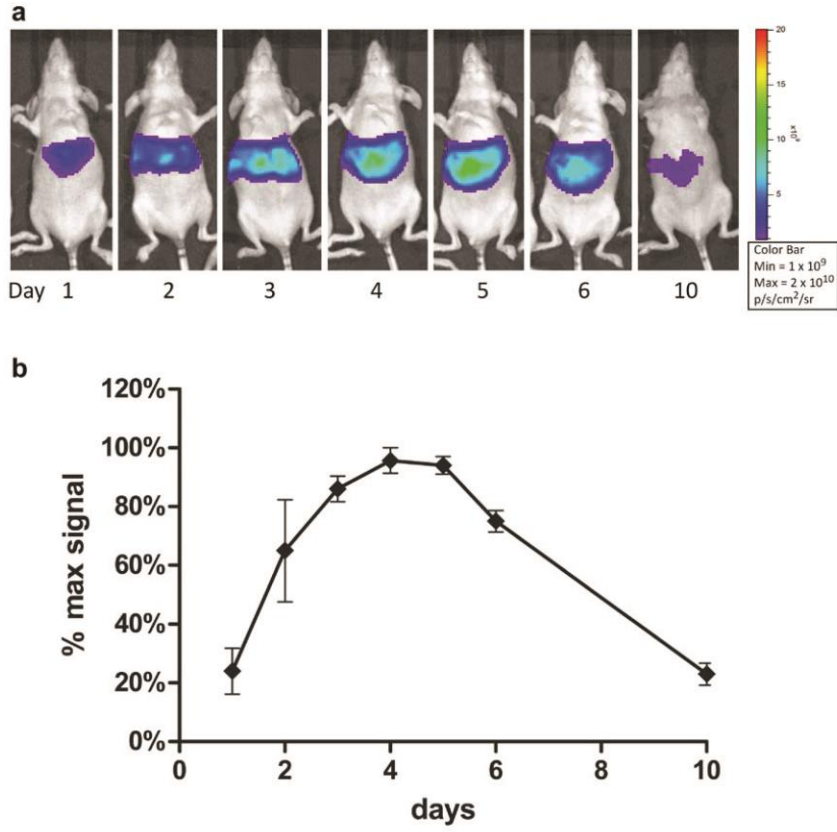 a
20
15
x10⁹
10
5
Color Bar
Min = 1 x 10⁹
Max = 2 x 10¹⁰
p/s/cm²/sr
Day 1 2 3 4 5 6 10
b
120%
100%
80%
60%
40%
20%
0%
% max signal
0 2 4 6 8 10
days